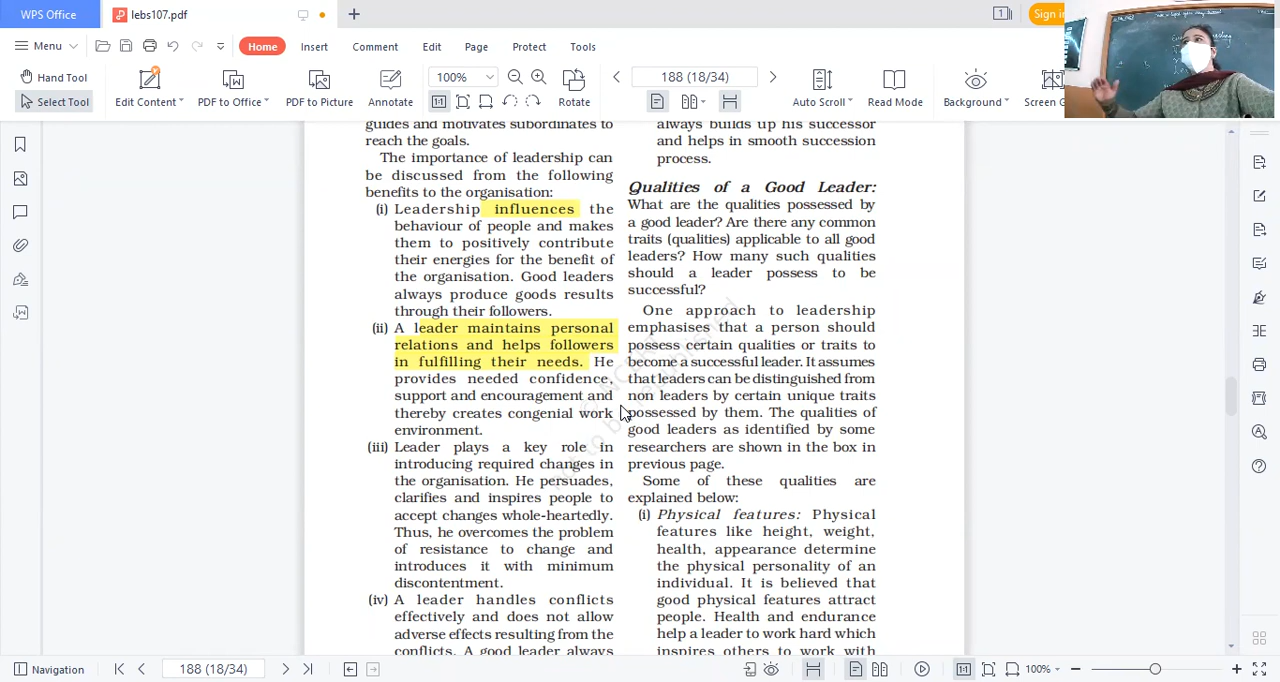 WPS Office
lebs107.pdf
Sign in
Menu
Home
Insert
Comment
Edit
Page
Protect
Tools
Hand Tool
Select Tool
Edit Content
PDF to Office
PDF to Picture
Annotate
100%
Rotate
188 (18/34)
Auto Scroll
Read Mode
Background
Screen G
guides and motivates subordinates to
reach the goals.
The importance of leadership can
be discussed from the following
benefits to the organisation:
(i) Leadership influences the
behaviour of people and makes
them to positively contribute
their energies for the benefit of
the organisation. Good leaders
always produce goods results
through their followers.
(ii) A leader maintains personal
relations and helps followers
in fulfilling their needs. He
provides needed confidence,
support and encouragement and
thereby creates congenial work
environment.
(iii) Leader plays a key role in
introducing required changes in
the organisation. He persuades,
clarifies and inspires people to
accept changes whole-heartedly.
Thus, he overcomes the problem
of resistance to change and
introduces it with minimum
discontentment.
(iv) A leader handles conflicts
effectively and does not allow
adverse effects resulting from the
conflicts. A good leader always
always builds up his successor
and helps in smooth succession
process.
Qualities of a Good Leader:
What are the qualities possessed by
a good leader? Are there any common
traits (qualities) applicable to all good
leaders? How many such qualities
should a leader possess to be
successful?
One approach to leadership
emphasises that a person should
possess certain qualities or traits to
become a successful leader. It assumes
that leaders can be distinguished from
non leaders by certain unique traits
possessed by them. The qualities of
good leaders as identified by some
researchers are shown in the box in
previous page.
Some of these qualities are
explained below:
(i) Physical features: Physical
features like height, weight,
health, appearance determine
the physical personality of an
individual. It is believed that
good physical features attract
people. Health and endurance
help a leader to work hard which
inspires others to work with
Navigation
188 (18/34)
100%